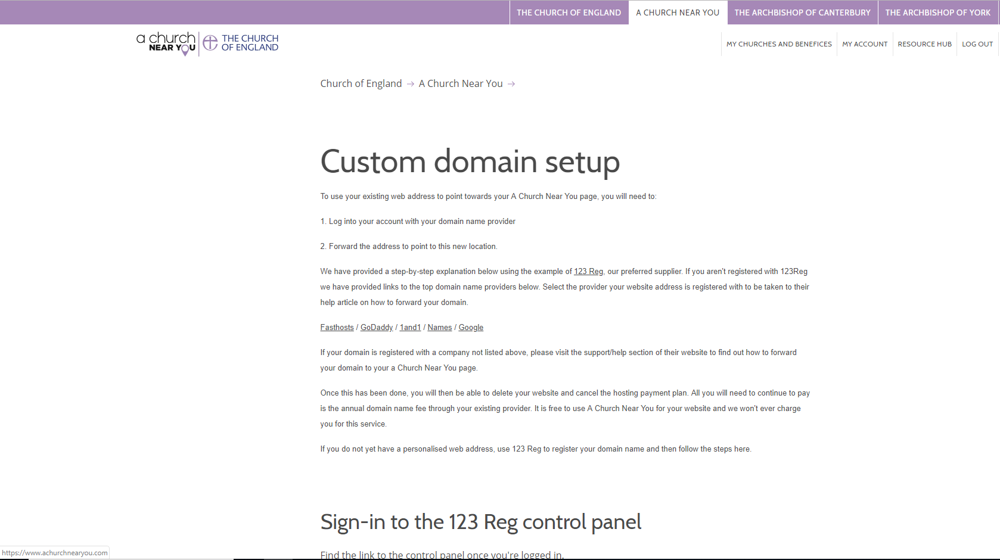 THE CHURCH OF ENGLAND
A CHURCH NEAR YOU
THE ARCHBISHOP OF CANTERBURY
THE ARCHBISHOP OF YORK
a church
NEAR YOU
THE CHURCH
OF ENGLAND
MY CHURCHES AND BENEFICES
MY ACCOUNT
RESOURCE HUB
LOG OUT
Church of England → A Church Near You →
Custom domain setup
To use your existing web address to point towards your A Church Near You page, you will need to:
1. Log into your account with your domain name provider
2. Forward the address to point to this new location.
We have provided a step-by-step explanation below using the example of 123 Reg, our preferred supplier. If you aren't registered with 123Reg
we have provided links to the top domain name providers below. Select the provider your website address is registered with to be taken to their
help article on how to forward your domain.
Fasthosts / GoDaddy / 1and1 / Names / Google
If your domain is registered with a company not listed above, please visit the support/help section of their website to find out how to forward
your domain to your a Church Near You page.
Once this has been done, you will then be able to delete your website and cancel the hosting payment plan. All you will need to continue to pay
is the annual domain name fee through your existing provider. It is free to use A Church Near You for your website and we won't ever charge
you for this service.
If you do not yet have a personalised web address, use 123 Reg to register your domain name and then follow the steps here.
Sign-in to the 123 Reg control panel
Find the link to the control panel once you're logged in.
https://www.achurchnearyou.com